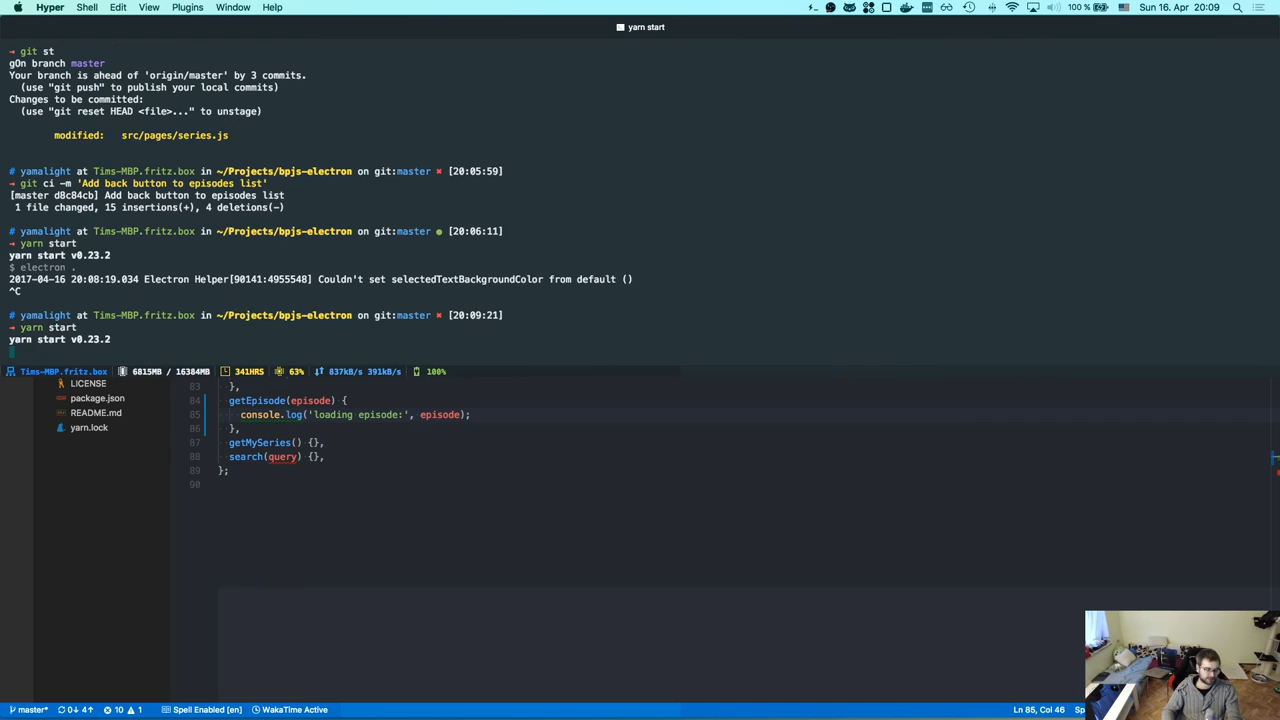 Hyper Shell Edit View Plugins Window Help 100 % Sun 16. Apr 20:09
yarn start
→ git st
gOn branch master
Your branch is ahead of 'origin/master' by 3 commits.
(use "git push" to publish your local commits)
Changes to be committed:
(use "git reset HEAD <file>..." to unstage)
modified: src/pages/series.js
# yamalight at Tims-MBP.fritz.box in ~/Projects/bpjs-electron on git:master ✖ [20:05:59]
→ git ci -m 'Add back button to episodes list'
[master d8c84cb] Add back button to episodes list
1 file changed, 15 insertions(+), 4 deletions(-)
# yamalight at Tims-MBP.fritz.box in ~/Projects/bpjs-electron on git:master ● [20:06:11]
→ yarn start
yarn start v0.23.2
$ electron .
2017-04-16 20:08:19.034 Electron Helper[90141:4955548] Couldn't set selectedTextBackgroundColor from default ()
^C
# yamalight at Tims-MBP.fritz.box in ~/Projects/bpjs-electron on git:master ✖ [20:09:21]
→ yarn start
yarn start v0.23.2
Tims-MBP.fritz.box 6815MB / 16384MB 341HRS 63% 837kB/s 391kB/s 100%
LICENSE
package.json
README.md
yarn.lock
83 },
84 getEpisode(episode) {
85 console.log('loading episode:', episode);
86 },
87 getMySeries() {},
88 search(query) {},
89 };
90
master* 0↓ 4↑ 10 1 Spell Enabled [en] WakaTime Active Ln 85, Col 46